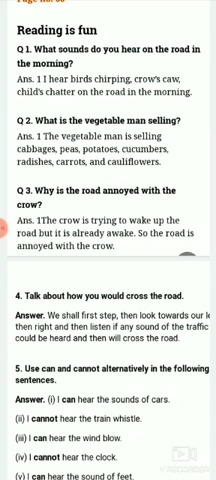 Reading is fun
Q 1. What sounds do you hear on the road in
the morning?
Ans. 1 I hear birds chirping, crow's caw,
child's chatter on the road in the morning.
Q 2. What is the vegetable man selling?
Ans. 1 The vegetable man is selling
cabbages, peas, potatoes, cucumbers,
radishes, carrots, and cauliflowers.
Q 3. Why is the road annoyed with the
crow?
Ans. 1The crow is trying to wake up the
road but it is already awake. So the road is
annoyed with the crow.
4. Talk about how you would cross the road.
Answer. We shall first step, then look towards our
then right and then listen if any sound of the traffic
could be heard and then will cross the road.
5. Use can and cannot alternatively in the following
sentences.
Answer. (i) I can hear the sounds of cars.
(ii) I cannot hear the train whistle.
(iii) I can hear the wind blow.
(iv) I cannot hear the clock.
(v) I can hear the sound of feet.